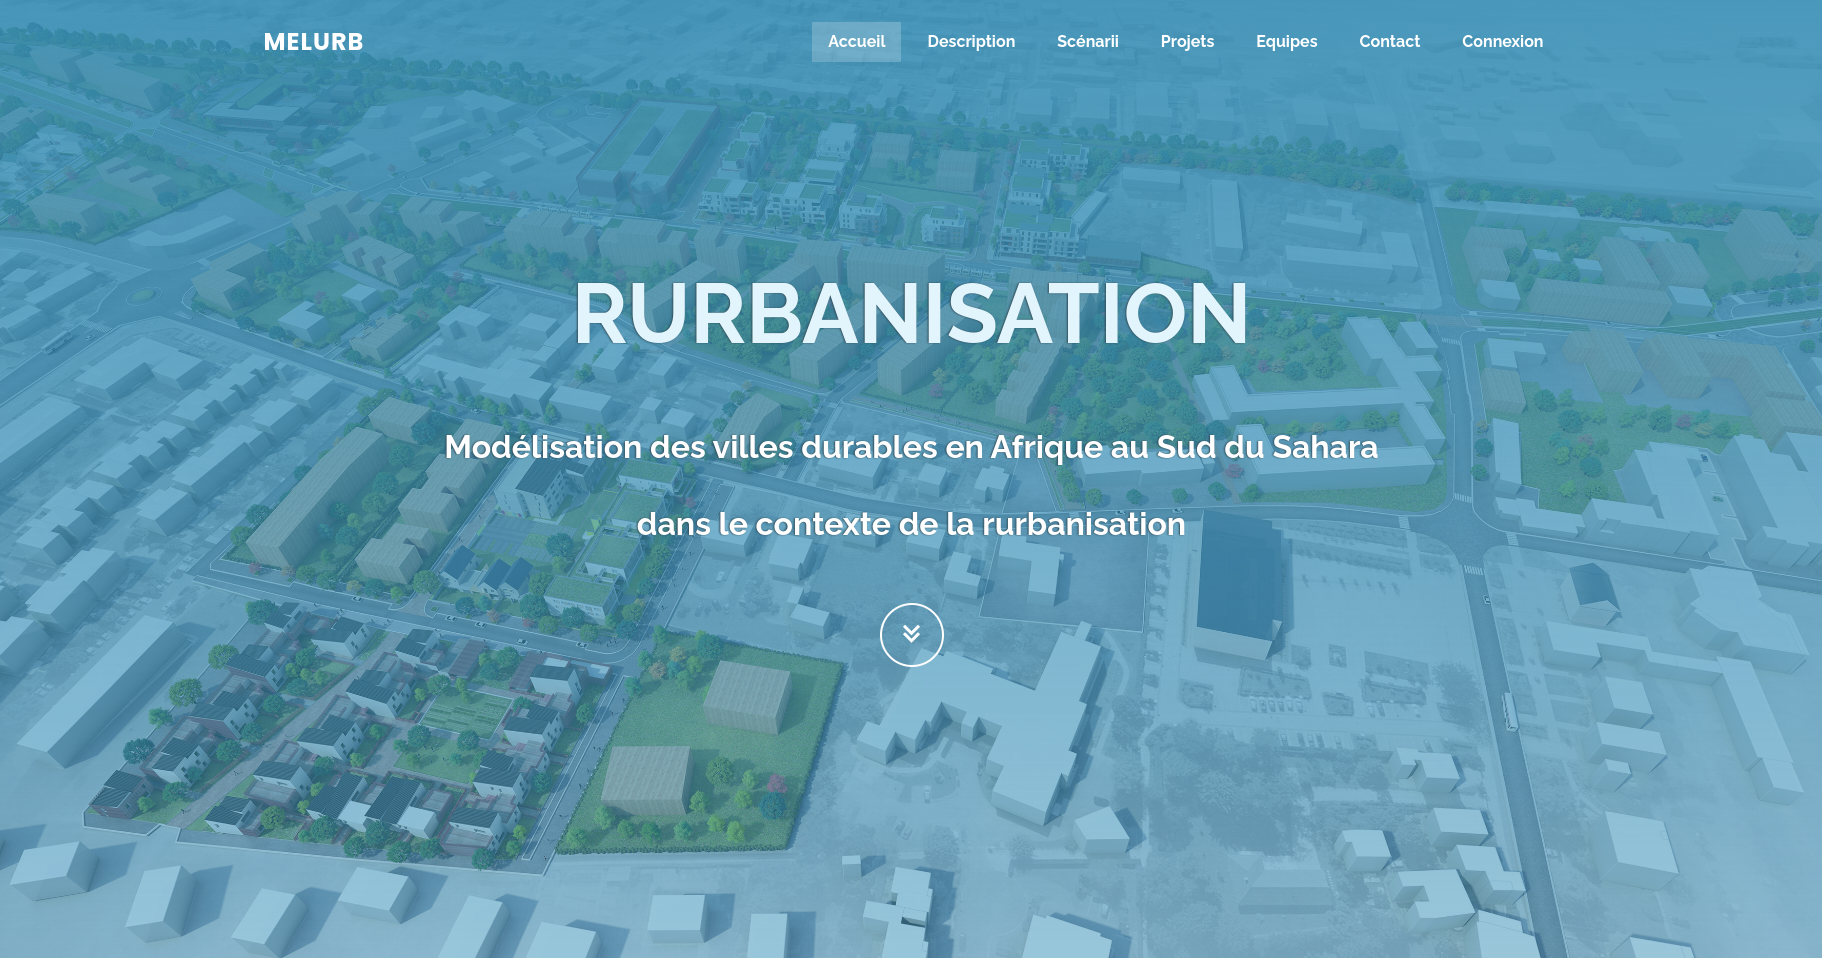 MELURB
Accueil Description Scénarii Projets Equipes Contact Connexion
RURBANISATION
Modélisation des villes durables en Afrique au Sud du Sahara
dans le contexte de la rurbanisation